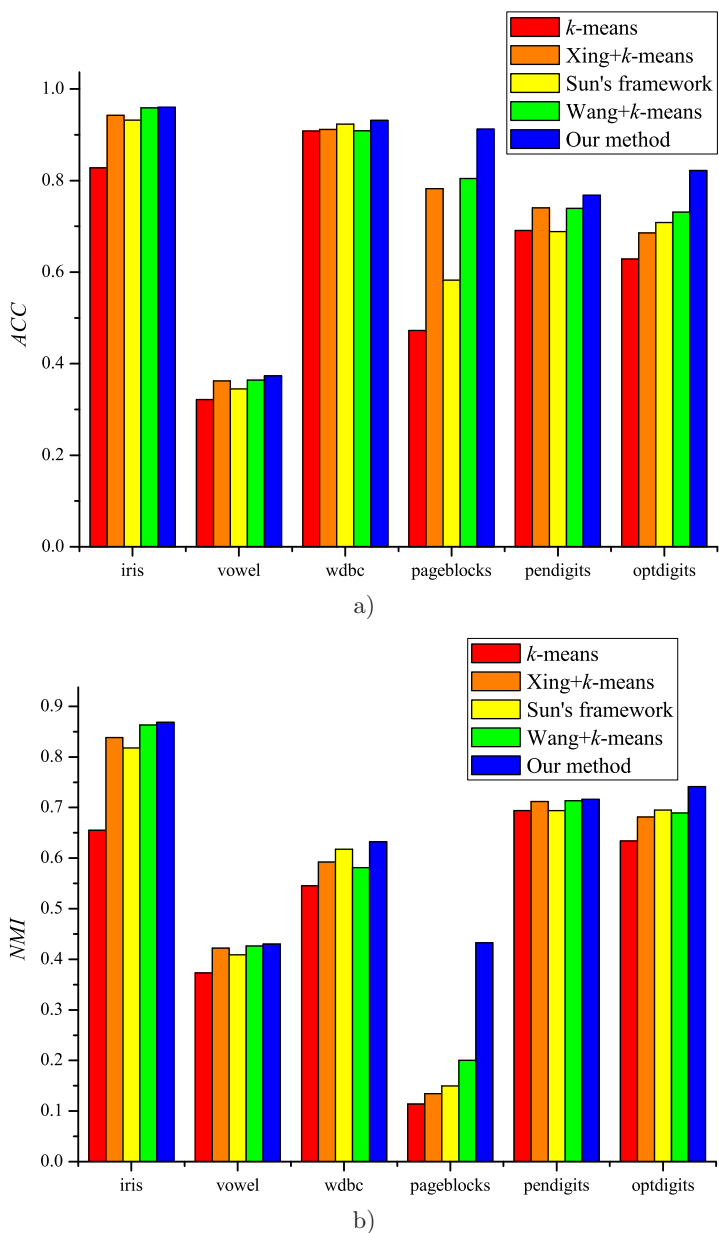 k-means
Xing+k-means
Sun's framework
Wang+k-means
Our method
1.0
0.8
0.6
0.4
0.2
0.0
ACC
iris vowel wdbc pageblocks pendigits optdigits
a)
k-means
Xing+k-means
Sun's framework
Wang+k-means
Our method
0.9
0.8
0.7
0.6
0.5
0.4
0.3
0.2
0.1
0.0
NMI
iris vowel wdbc pageblocks pendigits optdigits
b)